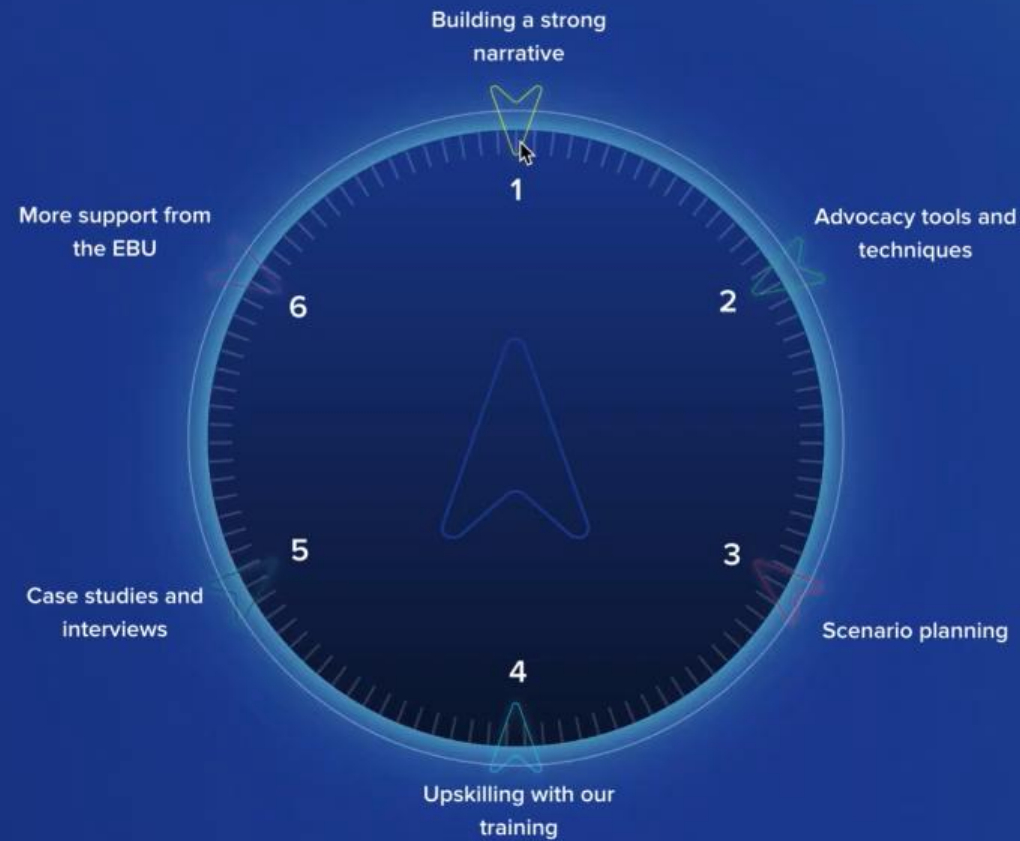 Building a strong
narrative
1
Advocacy tools and
techniques
2
3
Scenario planning
4
Upskilling with our
training
5
Case studies and
interviews
6
More support from
the EBU